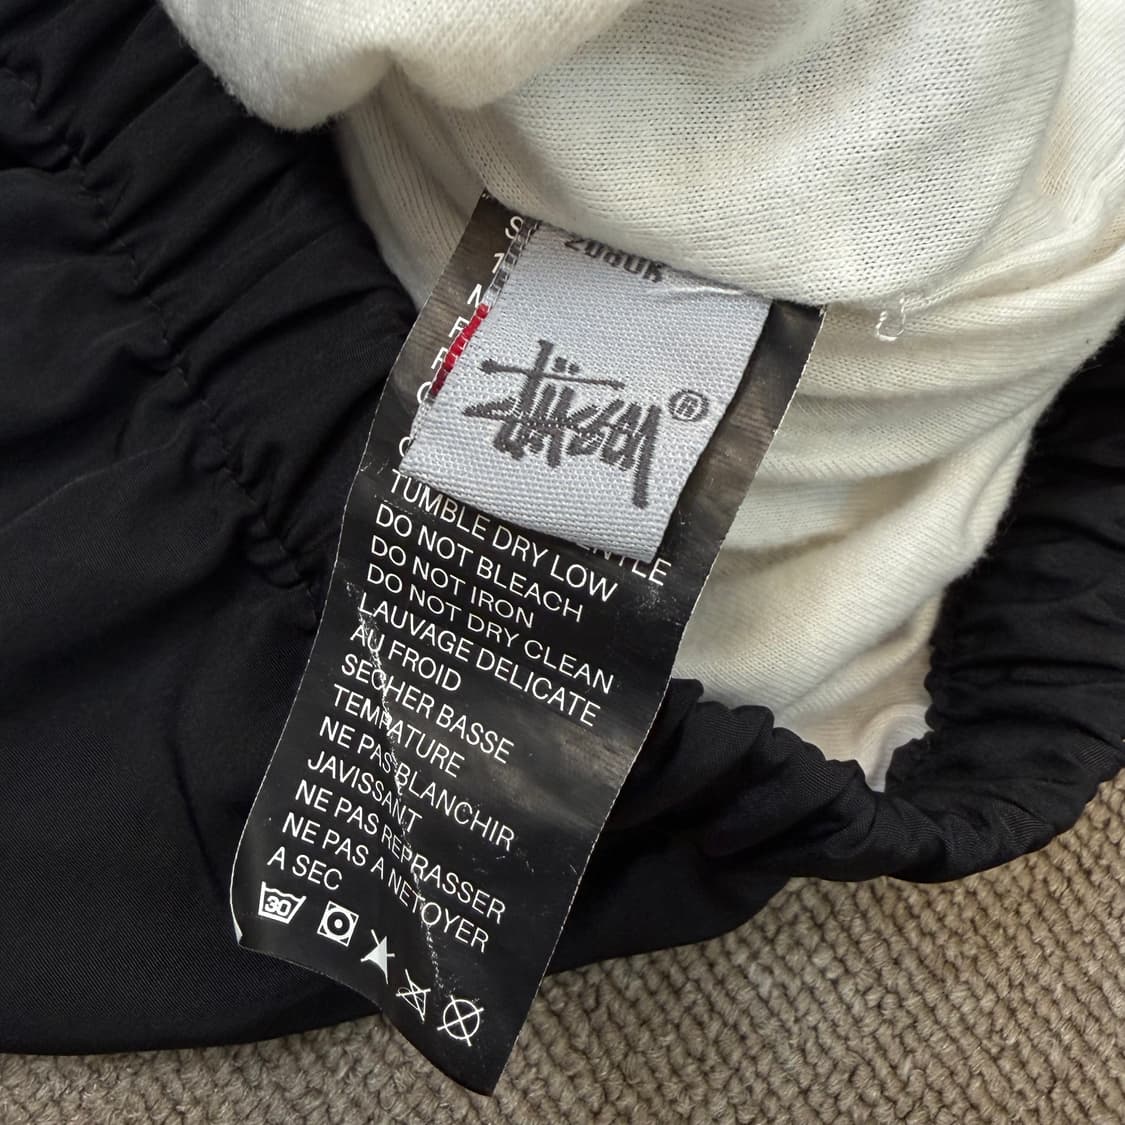 Stüssy ®
TUMBLE DRY LOW
DO NOT BLEACH
DO NOT IRON
DO NOT DRY CLEAN
LAUVAGE DELICATE
AU FROID
SECHER BASSE
TEMPATURE
NE PAS BLANCHIR
JAVISSANT
NE PAS REPRASSER
NE PAS A NETOYER
A SEC
30